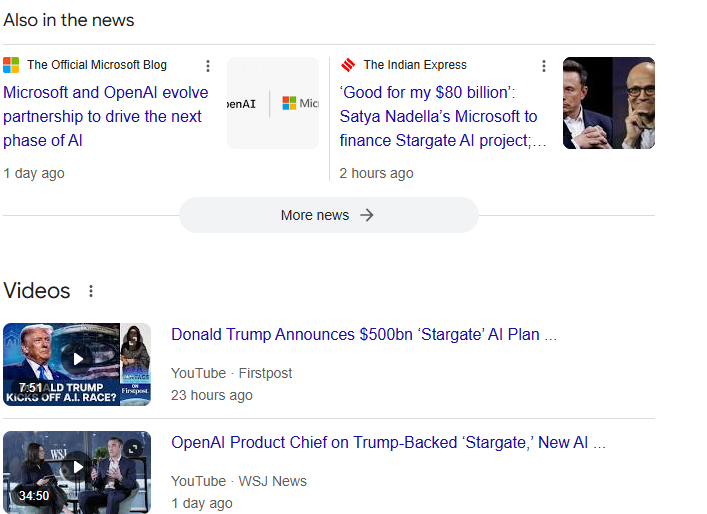 Also in the news
The Official Microsoft Blog
Microsoft and OpenAI evolve
partnership to drive the next
phase of AI
1 day ago
penAI
Mic
The Indian Express
‘Good for my $80 billion’:
Satya Nadella’s Microsoft to
finance Stargate AI project;...
2 hours ago
More news
Videos
7:51
ALD TRUMP
KICKS OFF A.I. RACE?
ON
Firstpost
Donald Trump Announces $500bn ‘Stargate’ AI Plan ...
YouTube · Firstpost
23 hours ago
WSJ
34:50
OpenAI Product Chief on Trump-Backed ‘Stargate,’ New AI ...
YouTube · WSJ News
1 day ago